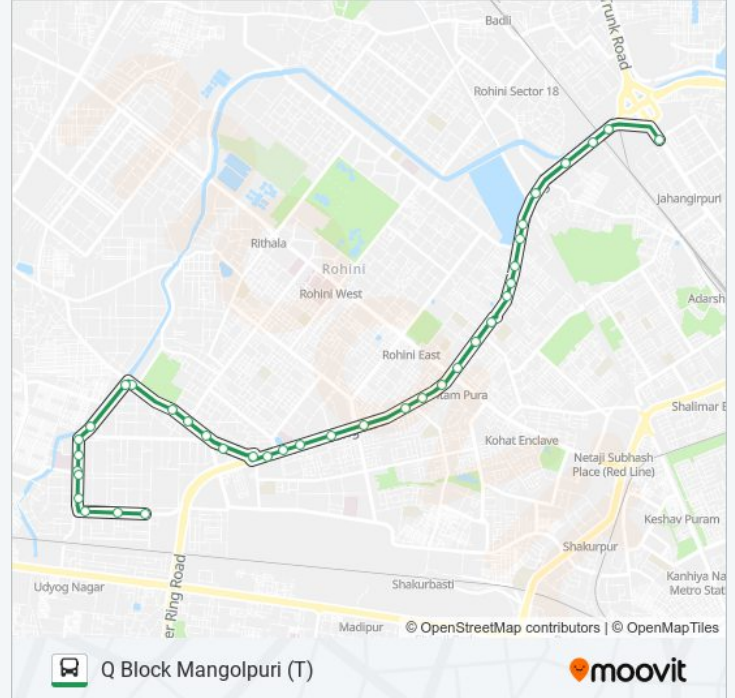 Badli
Trunk Road
Rohini Sector 18
Jahangirpuri
Rithala
Rohini
Rohini West
Adarsh
Rohini East
tam Pura
Shalimar B
Kohat Enclave
Netaji Subhash
Place (Red Line)
Keshav Puram
Shakurpur
Kanhiya Na
Metro Stat
Shakurbasti
Udyog Nagar
er Ring Road
Madipur
© OpenStreetMap contributors | © OpenMapTiles
Q Block Mangolpuri (T)
moovit